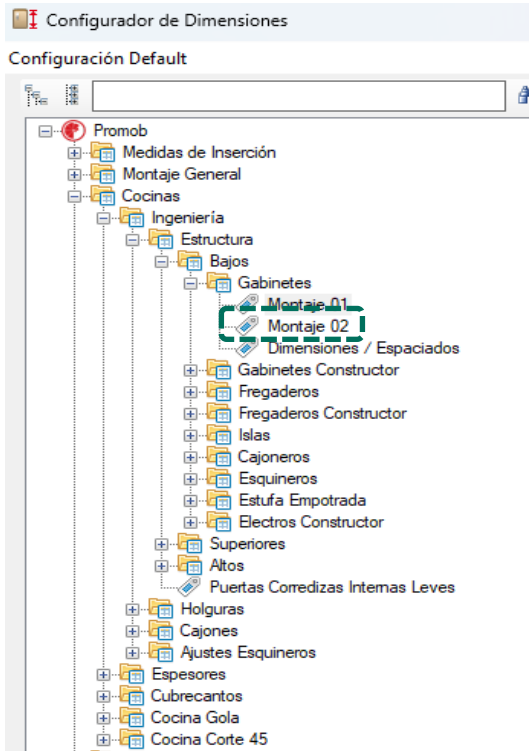 Configurador de Dimensiones
Configuración Default
Promob
Medidas de Inserción
Montaje General
Cocinas
Ingeniería
Estructura
Bajos
Gabinetes
Montaje 01
Montaje 02
Dimensiones / Espaciados
Gabinetes Constructor
Fregaderos
Fregaderos Constructor
Islas
Cajoneros
Esquineros
Estufa Empotrada
Electros Constructor
Superiores
Altos
Puertas Corredizas Internas Leves
Holguras
Cajones
Ajustes Esquineros
Espesores
Cubrecantos
Cocina Gola
Cocina Corte 45